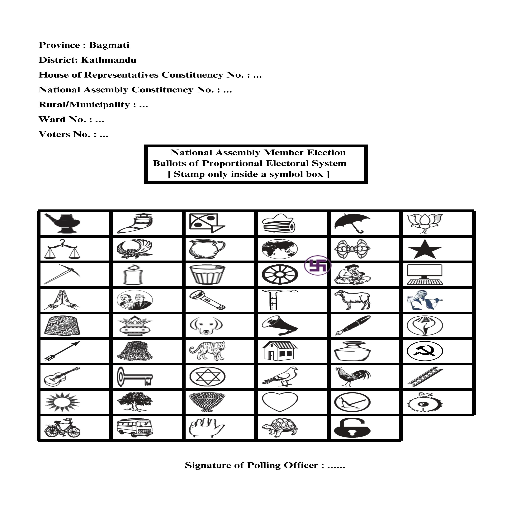 Province : Bagmati
District: Kathmandu
House of Representatives Constituency No. : ...
National Assembly Constituency No. : ...
Rural/Municipality : ...
Ward No. : ...
Voters No. : ...
National Assembly Member Election
Ballots of Proportional Electoral System
[ Stamp only inside a symbol box ]
Signature of Polling Officer : ......